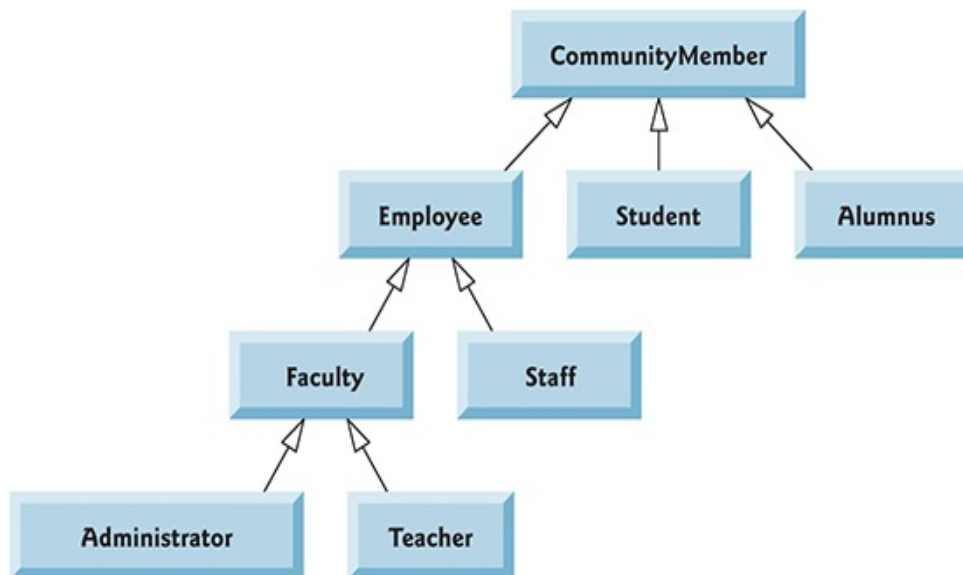 CommunityMember
Employee
Student
Alumnus
Faculty
Staff
Administrator
Teacher